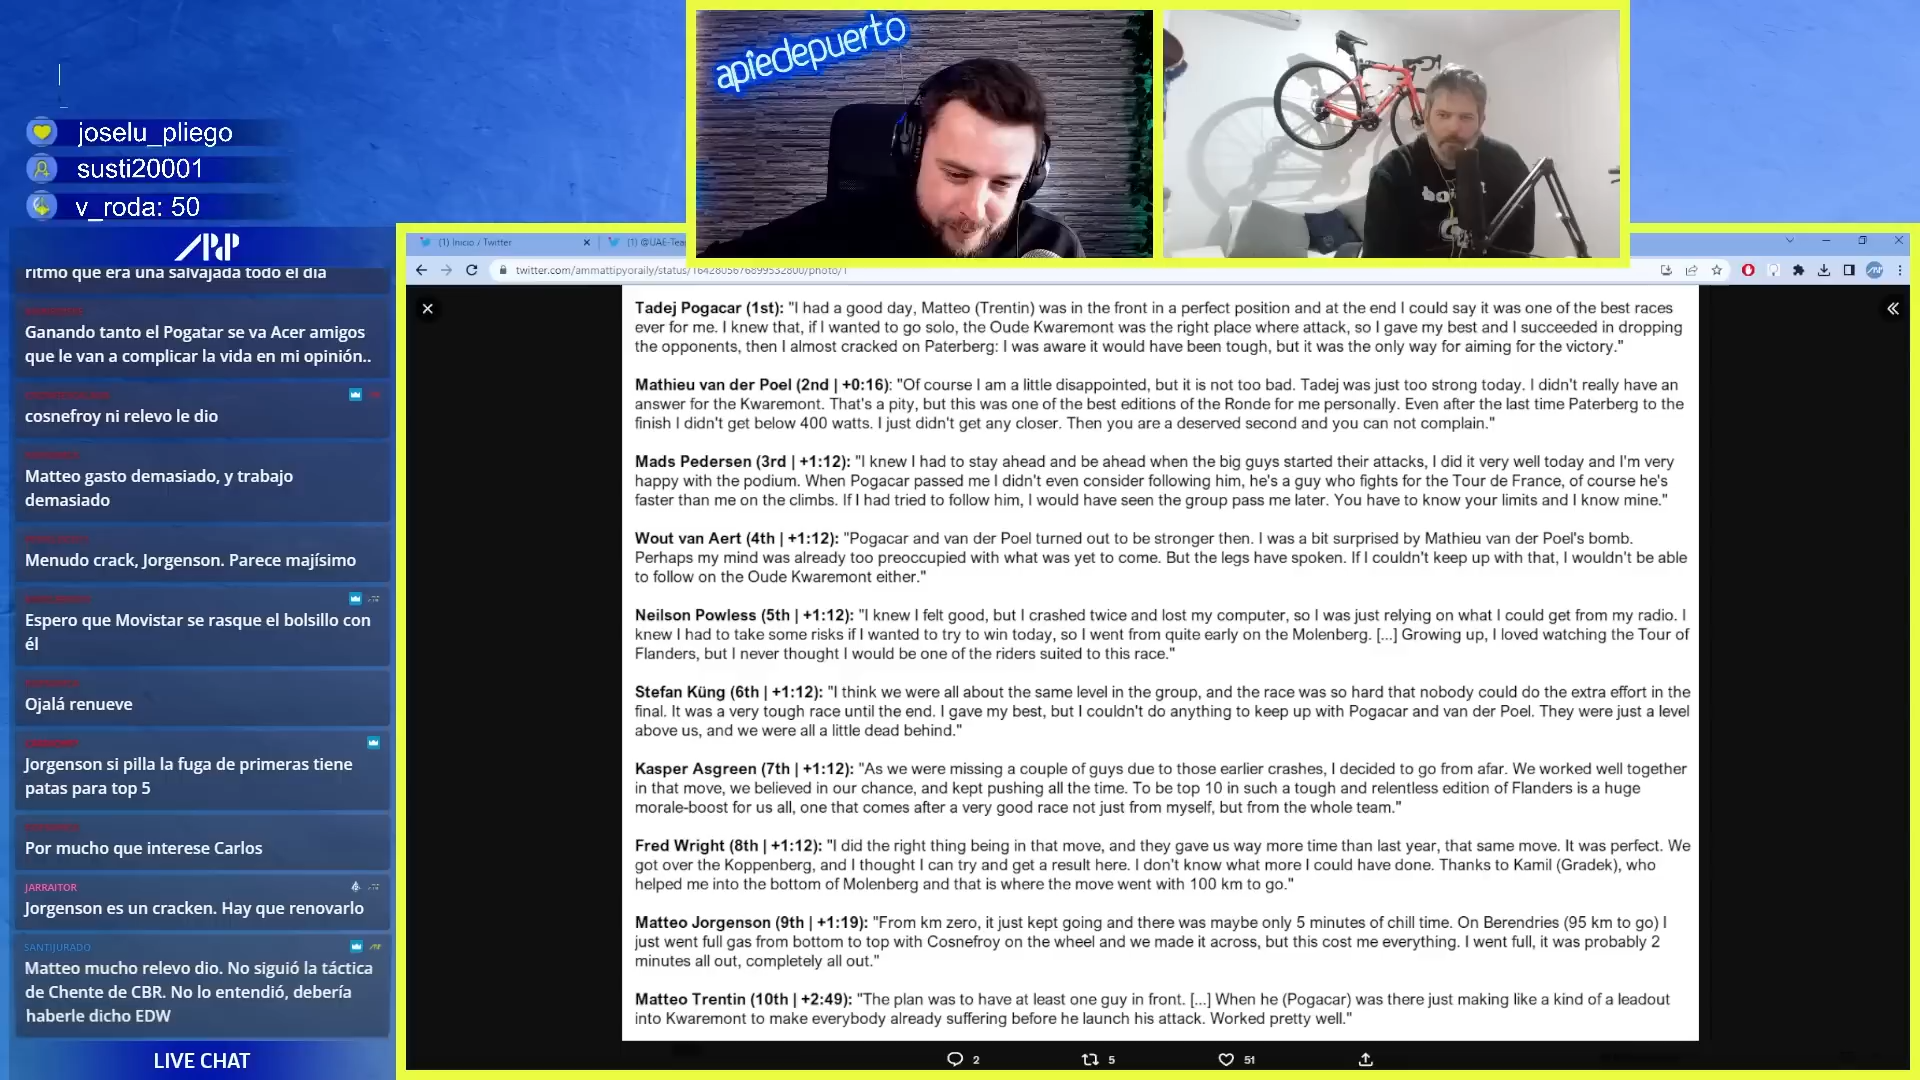 apiedepuerto
joselu_pliego
susti20001
v_roda: 50
ritmo que era una salvajada todo el día
Ganando tanto el Pogatar se va Acer amigos
que le van a complicar la vida en mi opinión..
cosnefroy ni relevo le dio
Matteo gasto demasiado, y trabajo
demasiado
Menudo crack, Jorgenson. Parece majísimo
Espero que Movistar se rasque el bolsillo con
él
Ojalá renueve
Jorgenson si pilla la fuga de primeras tiene
patas para top 5
Por mucho que interese Carlos
JARRAITOR
Jorgenson es un cracken. Hay que renovarlo
SANTIJURADO
Matteo mucho relevo dio. No siguió la táctica
de Chente de CBR. No lo entendió, debería
haberle dicho EDW
LIVE CHAT
(1) Inicio / Twitter
(1) @UAE-Tea
twitter.com/ammattipyoraily/status/1642805676899532800/photo/1
Tadej Pogacar (1st): "I had a good day, Matteo (Trentin) was in the front in a perfect position and at the end I could say it was one of the best races
ever for me. I knew that, if I wanted to go solo, the Oude Kwaremont was the right place where attack, so I gave my best and I succeeded in dropping
the opponents, then I almost cracked on Paterberg: I was aware it would have been tough, but it was the only way for aiming for the victory."
Mathieu van der Poel (2nd | +0:16): "Of course I am a little disappointed, but it is not too bad. Tadej was just too strong today. I didn't really have an
answer for the Kwaremont. That's a pity, but this was one of the best editions of the Ronde for me personally. Even after the last time Paterberg to the
finish I didn't get below 400 watts. I just didn't get any closer. Then you are a deserved second and you can not complain."
Mads Pedersen (3rd | +1:12): "I knew I had to stay ahead and be ahead when the big guys started their attacks, I did it very well today and I'm very
happy with the podium. When Pogacar passed me I didn't even consider following him, he's a guy who fights for the Tour de France, of course he's
faster than me on the climbs. If I had tried to follow him, I would have seen the group pass me later. You have to know your limits and I know mine."
Wout van Aert (4th | +1:12): "Pogacar and van der Poel turned out to be stronger then. I was a bit surprised by Mathieu van der Poel's bomb.
Perhaps my mind was already too preoccupied with what was yet to come. But the legs have spoken. If I couldn't keep up with that, I wouldn't be able
to follow on the Oude Kwaremont either."
Neilson Powless (5th | +1:12): "I knew I felt good, but I crashed twice and lost my computer, so I was just relying on what I could get from my radio. I
knew I had to take some risks if I wanted to try to win today, so I went from quite early on the Molenberg. [...] Growing up, I loved watching the Tour of
Flanders, but I never thought I would be one of the riders suited to this race."
Stefan Küng (6th | +1:12): "I think we were all about the same level in the group, and the race was so hard that nobody could do the extra effort in the
final. It was a very tough race until the end. I gave my best, but I couldn't do anything to keep up with Pogacar and van der Poel. They were just a level
above us, and we were all a little dead behind."
Kasper Asgreen (7th | +1:12): "As we were missing a couple of guys due to those earlier crashes, I decided to go from afar. We worked well together
in that move, we believed in our chance, and kept pushing all the time. To be top 10 in such a tough and relentless edition of Flanders is a huge
morale-boost for us all, one that comes after a very good race not just from myself, but from the whole team."
Fred Wright (8th | +1:12): "I did the right thing being in that move, and they gave us way more time than last year, that same move. It was perfect. We
got over the Koppenberg, and I thought I can try and get a result here. I don't know what more I could have done. Thanks to Kamil (Gradek), who
helped me into the bottom of Molenberg and that is where the move went with 100 km to go."
Matteo Jorgenson (9th | +1:19): "From km zero, it just kept going and there was maybe only 5 minutes of chill time. On Berendries (95 km to go) I
just went full gas from bottom to top with Cosnefroy on the wheel and we made it across, but this cost me everything. I went full, it was probably 2
minutes all out, completely all out."
Matteo Trentin (10th | +2:49): "The plan was to have at least one guy in front. [...] When he (Pogacar) was there just making like a kind of a leadout
into Kwaremont to make everybody already suffering before he launch his attack. Worked pretty well."
2
5
51